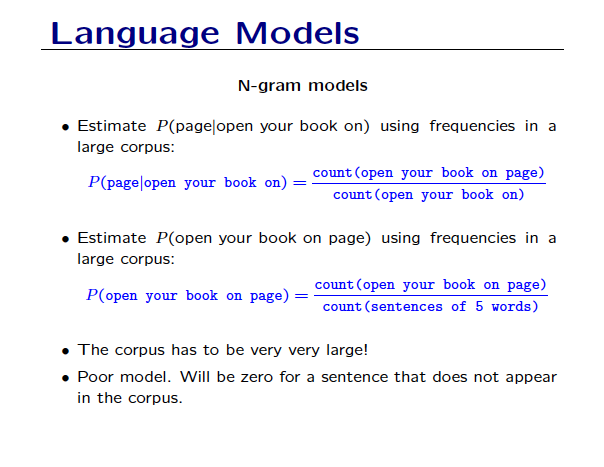 Language Models
N-gram models
• Estimate P(page|open your book on) using frequencies in a
large corpus:
P(page|open your book on) = count(open your book on page) / count(open your book on)
• Estimate P(open your book on page) using frequencies in a
large corpus:
P(open your book on page) = count(open your book on page) / count(sentences of 5 words)
• The corpus has to be very very large!
• Poor model. Will be zero for a sentence that does not appear
in the corpus.